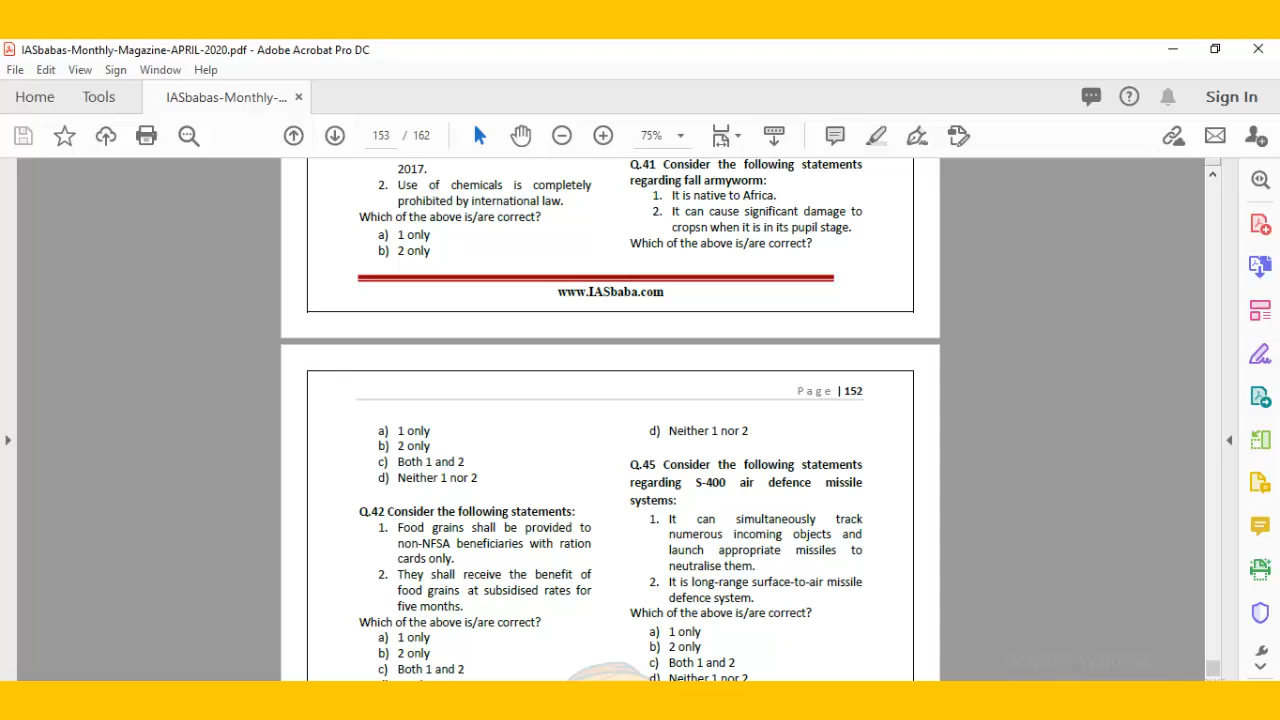 IASbabas-Monthly-Magazine-APRIL-2020.pdf - Adobe Acrobat Pro DC
File Edit View Sign Window Help
Home Tools IASbabas-Monthly-... × Sign In
153 / 162 75%
2017.
2. Use of chemicals is completely
prohibited by international law.
Which of the above is/are correct?
a) 1 only
b) 2 only
Q.41 Consider the following statements
regarding fall armyworm:
1. It is native to Africa.
2. It can cause significant damage to
cropsn when it is in its pupil stage.
Which of the above is/are correct?
www.IASbaba.com
Page | 152
a) 1 only
b) 2 only
c) Both 1 and 2
d) Neither 1 nor 2
Q.42 Consider the following statements:
1. Food grains shall be provided to
non-NFSA beneficiaries with ration
cards only.
2. They shall receive the benefit of
food grains at subsidised rates for
five months.
Which of the above is/are correct?
a) 1 only
b) 2 only
c) Both 1 and 2
d) Neither 1 nor 2
Q.45 Consider the following statements
regarding S-400 air defence missile
systems:
1. It can simultaneously track
numerous incoming objects and
launch appropriate missiles to
neutralise them.
2. It is long-range surface-to-air missile
defence system.
Which of the above is/are correct?
a) 1 only
b) 2 only
c) Both 1 and 2
d) Neither 1 nor 2